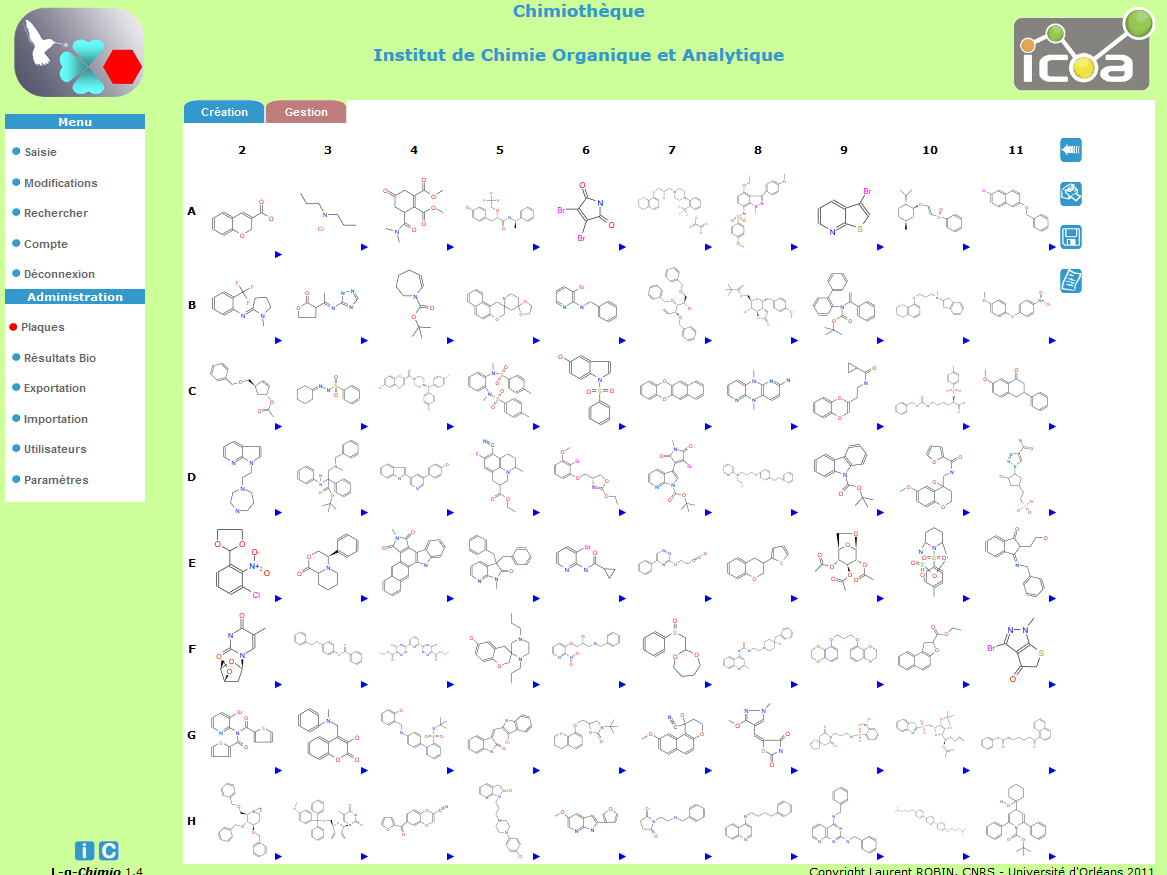 Chimiothèque
Institut de Chimie Organique et Analytique
icoa
Création
Gestion
Menu
Saisie
Modifications
Rechercher
Compte
Déconnexion
Administration
Plaques
Résultats Bio
Exportation
Importation
Utilisateurs
Paramètres
2 3 4 5 6 7 8 9 10 11
A
B
C
D
E
F
G
H
i C
L-g-Chimio 1.4
Copyright Laurent ROBIN, CNRS - Université d'Orléans 2011